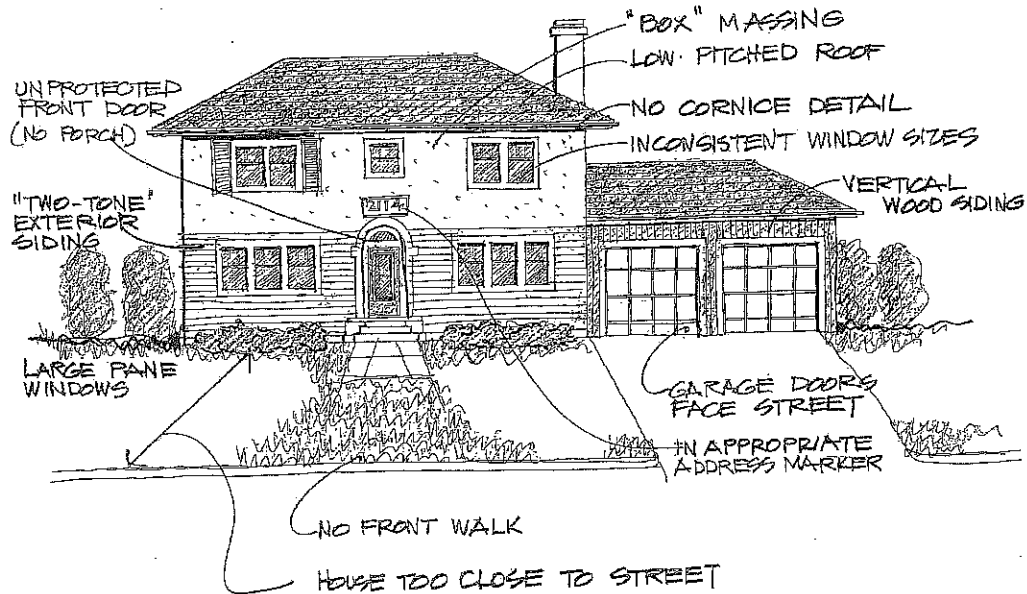 "BOX" MASSING
LOW-PITCHED ROOF
UNPROTECTED
FRONT DOOR
(NO PORCH)
NO CORNICE DETAIL
INCONSISTENT WINDOW SIZES
VERTICAL
WOOD SIDING
"TWO-TONE"
EXTERIOR
SIDING
2114
LARGE PANE
WINDOWS
GARAGE DOORS
FACE STREET
INAPPROPRIATE
ADDRESS MARKER
NO FRONT WALK
HOUSE TOO CLOSE TO STREET